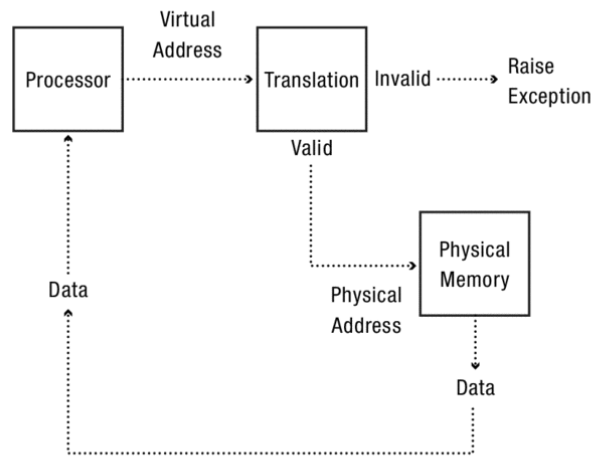 Virtual
Address
Processor
Translation
Invalid
Raise
Exception
Valid
Physical
Memory
Data
Physical
Address
Data